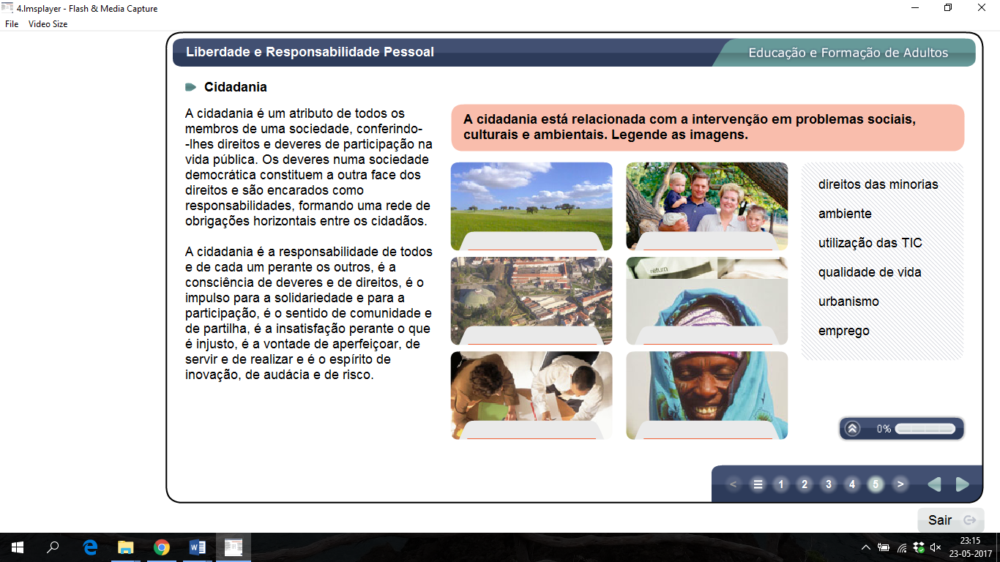 4.lmsplayer - Flash & Media Capture
File Video Size
Liberdade e Responsabilidade Pessoal
Educação e Formação de Adultos
Cidadania
A cidadania é um atributo de todos os
membros de uma sociedade, conferindo-
-lhes direitos e deveres de participação na
vida pública. Os deveres numa sociedade
democrática constituem a outra face dos
direitos e são encarados como
responsabilidades, formando uma rede de
obrigações horizontais entre os cidadãos.
A cidadania é a responsabilidade de todos
e de cada um perante os outros, é a
consciência de deveres e de direitos, é o
impulso para a solidariedade e para a
participação, é o sentido de comunidade e
de partilha, é a insatisfação perante o que
é injusto, é a vontade de aperfeiçoar, de
servir e de realizar e é o espírito de
inovação, de audácia e de risco.
A cidadania está relacionada com a intervenção em problemas sociais,
culturais e ambientais. Legende as imagens.
return
direitos das minorias
ambiente
utilização das TIC
qualidade de vida
urbanismo
emprego
0%
< 1 2 3 4 5 >
Sair
23:15
23-05-2017